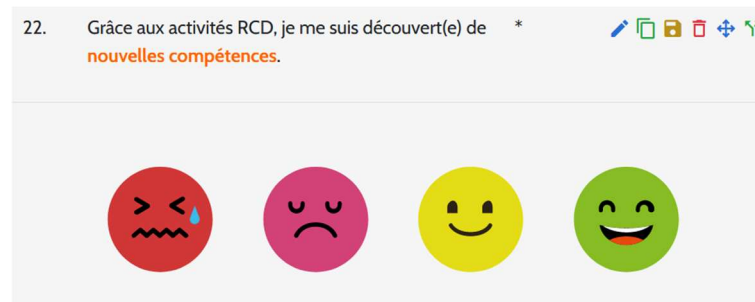 22. Grâce aux activités RCD, je me suis découvert(e) de *
nouvelles compétences.